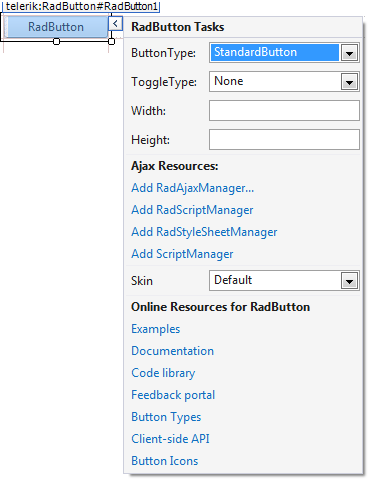 telerik:RadButton#RadButton1
RadButton
RadButton Tasks
ButtonType: StandardButton
ToggleType: None
Width:
Height:
Ajax Resources:
Add RadAjaxManager...
Add RadScriptManager
Add RadStyleSheetManager
Add ScriptManager
Skin Default
Online Resources for RadButton
Examples
Documentation
Code library
Feedback portal
Button Types
Client-side API
Button Icons